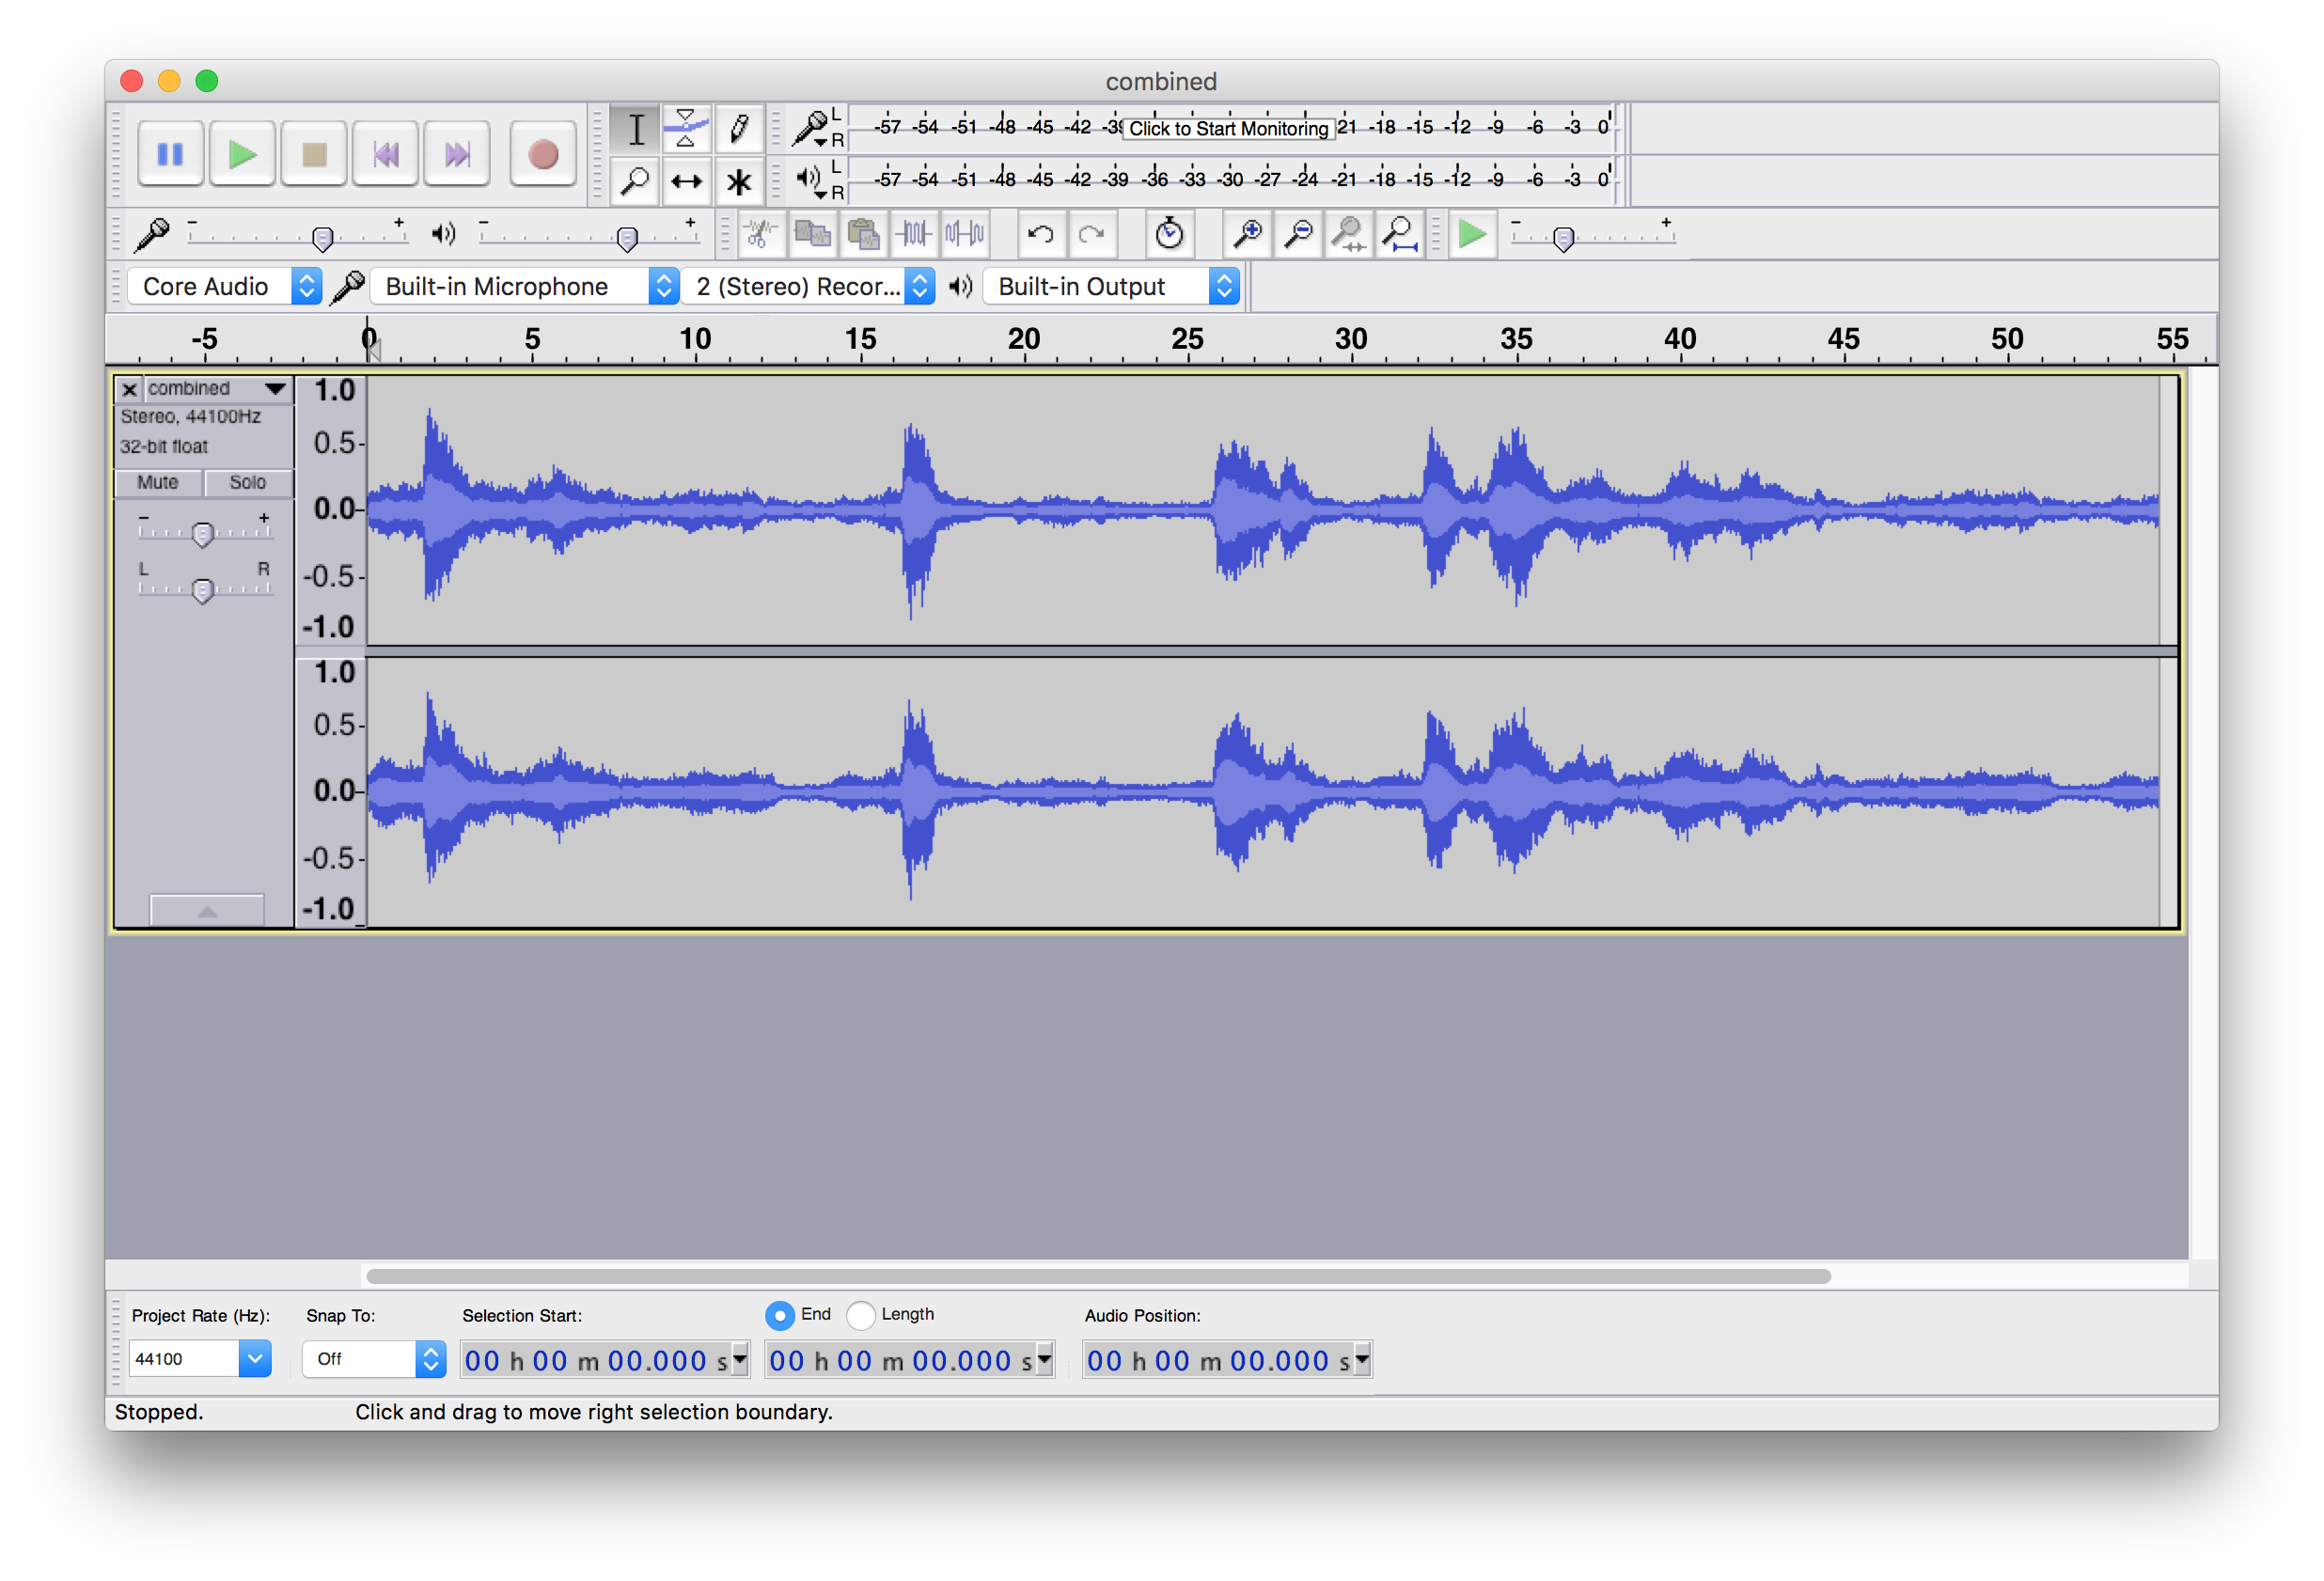 combined
L
R
-57 -54 -51 -48 -45 -42 -39 Click to Start Monitoring 21 -18 -15 -12 -9 -6 -3 0
L
R
-57 -54 -51 -48 -45 -42 -39 -36 -33 -30 -27 -24 -21 -18 -15 -12 -9 -6 -3 0
- + - + - +
Core Audio Built-in Microphone 2 (Stereo) Recor... Built-in Output
-5 0 5 10 15 20 25 30 35 40 45 50 55
combined
Stereo, 44100Hz
32-bit float
Mute Solo
- +
L R
1.0
0.5
0.0
-0.5
-1.0
1.0
0.5
0.0
-0.5
-1.0
Project Rate (Hz): Snap To: Selection Start: End Length Audio Position:
44100 Off 00 h 00 m 00.000 s 00 h 00 m 00.000 s 00 h 00 m 00.000 s
Stopped. Click and drag to move right selection boundary.